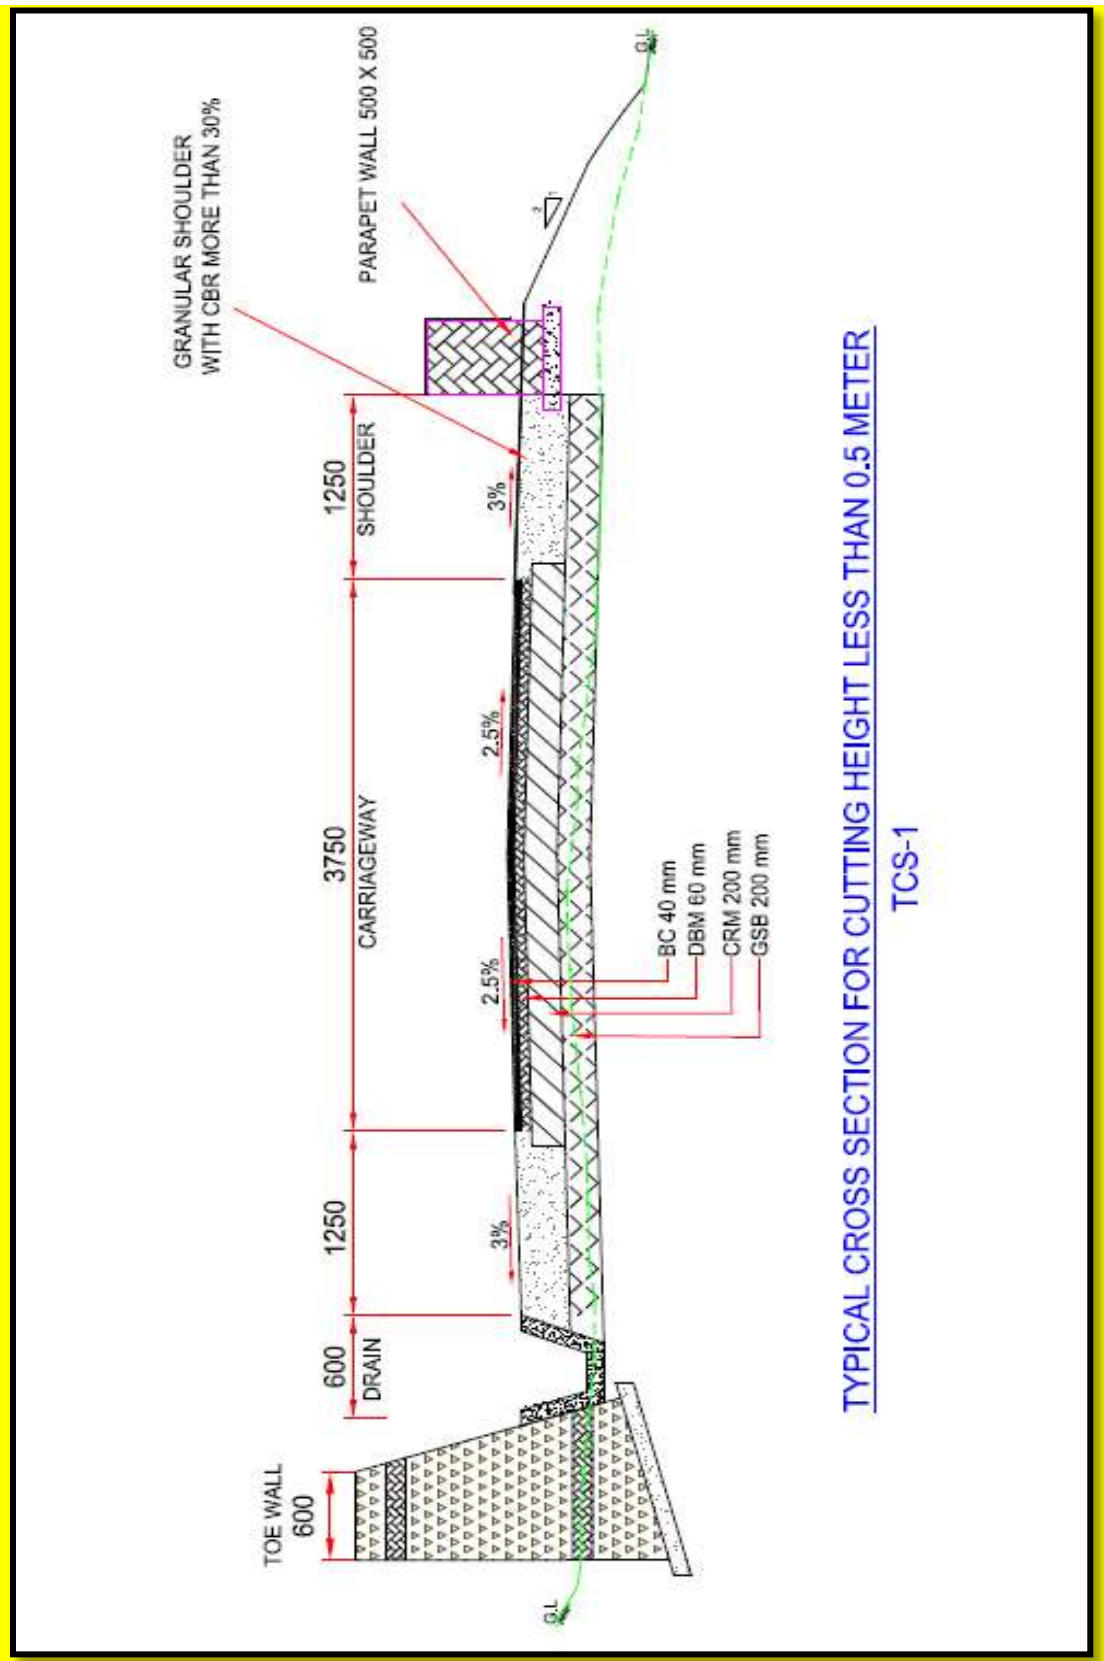 TOE WALL
600
600
DRAIN
1250
3750
CARRIAGEWAY
1250
SHOULDER
GRANULAR SHOULDER
WITH CBR MORE THAN 30%
PARAPET WALL 500 X 500
3%
2.5%
2.5%
3%
2
1
G.L
G.L
BC 40 mm
DBM 60 mm
CRM 200 mm
GSB 200 mm
TYPICAL CROSS SECTION FOR CUTTING HEIGHT LESS THAN 0.5 METER
TCS-1